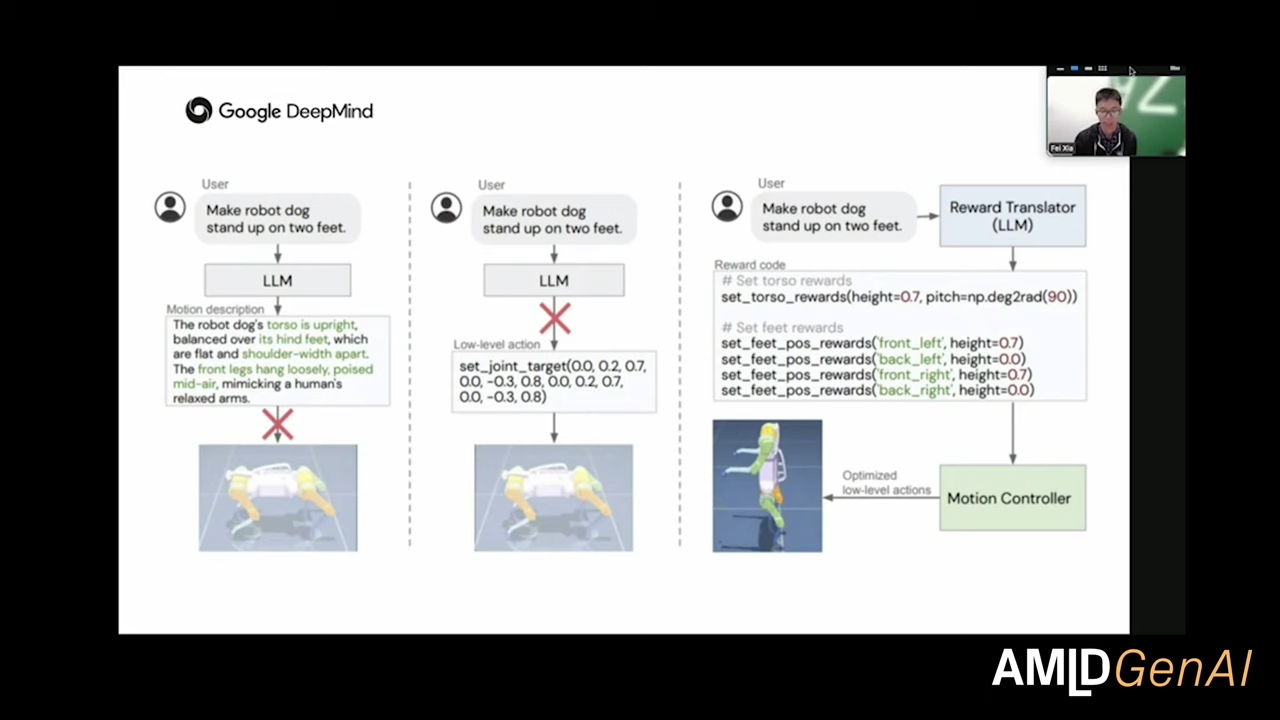 Google DeepMind
Fei Xia
User
Make robot dog
stand up on two feet.
LLM
Motion description
The robot dog's torso is upright,
balanced over its hind feet, which
are flat and shoulder-width apart.
The front legs hang loosely, poised
mid-air, mimicking a human's
relaxed arms.
User
Make robot dog
stand up on two feet.
LLM
Low-level action
set_joint_target(0.0, 0.2, 0.7,
0.0, -0.3, 0.8, 0.0, 0.2, 0.7,
0.0, -0.3, 0.8)
User
Make robot dog
stand up on two feet.
Reward Translator
(LLM)
Reward code
# Set torso rewards
set_torso_rewards(height=0.7, pitch=np.deg2rad(90))
# Set feet rewards
set_feet_pos_rewards('front_left', height=0.7)
set_feet_pos_rewards('back_left', height=0.0)
set_feet_pos_rewards('front_right', height=0.7)
set_feet_pos_rewards('back_right', height=0.0)
Optimized
low-level actions
Motion Controller
AMLD GenAI